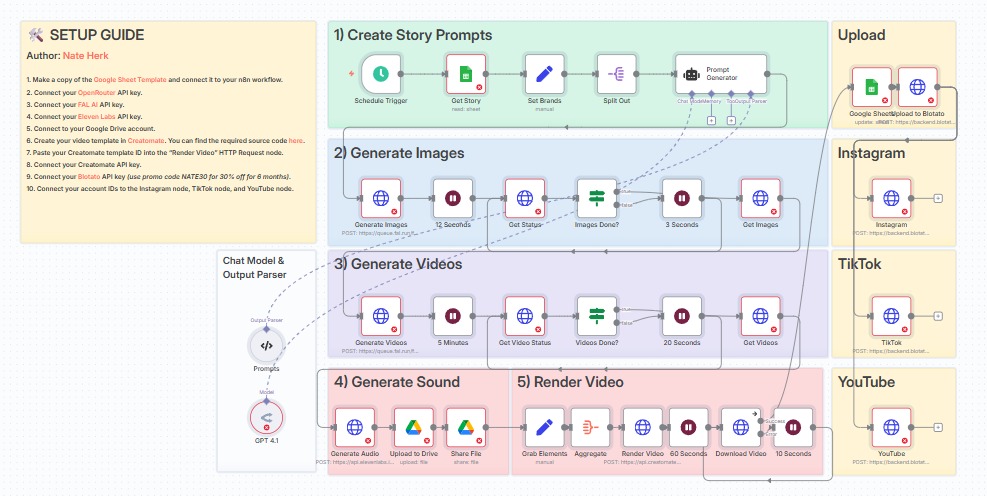 🛠️ SETUP GUIDE
Author: Nate Herk
1. Make a copy of the Google Sheet Template and connect it to your n8n workflow.
2. Connect your OpenRouter API key.
3. Connect your FAL AI API key.
4. Connect your Eleven Labs API key.
5. Connect to your Google Drive account.
6. Create your video template in Creatomate. You can find the required source code here.
7. Paste your Creatomate template ID into the "Render Video" HTTP Request node.
8. Connect your Creatomate API key.
9. Connect your Blotato API key (use promo code NATE30 for 30% off for 6 months).
10. Connect your account IDs to the Instagram node, TikTok node, and YouTube node.
1) Create Story Prompts
Schedule Trigger
Get Story
read: sheet
Set Brands
manual
Split Out
Prompt
Generator
Chat Model
Memory
Tool
Output Parser
Upload
Google Sheets
update:
Upload to Blotato
POST: https://backend.blotat...
2) Generate Images
Generate Images
POST: https://queue.fal.run/f...
12 Seconds
Get Status
Images Done?
true
false
3 Seconds
Get Images
Instagram
Instagram
POST: https://backend.blotat...
Chat Model &
Output Parser
Output Parser
Prompts
Model
GPT 4.1
3) Generate Videos
Generate Videos
POST: https://queue.fal.run/f...
5 Minutes
Get Video Status
Videos Done?
true
false
20 Seconds
Get Videos
TikTok
TikTok
POST: https://backend.blotat...
4) Generate Sound
Generate Audio
POST: https://api.elevenlabs.i...
Upload to Drive
upload: file
Share File
share: file
5) Render Video
Grab Elements
manual
Aggregate
Render Video
POST: https://api.creatomate...
60 Seconds
Download Video
Success
Error
10 Seconds
YouTube
YouTube
POST: https://backend.blotat...